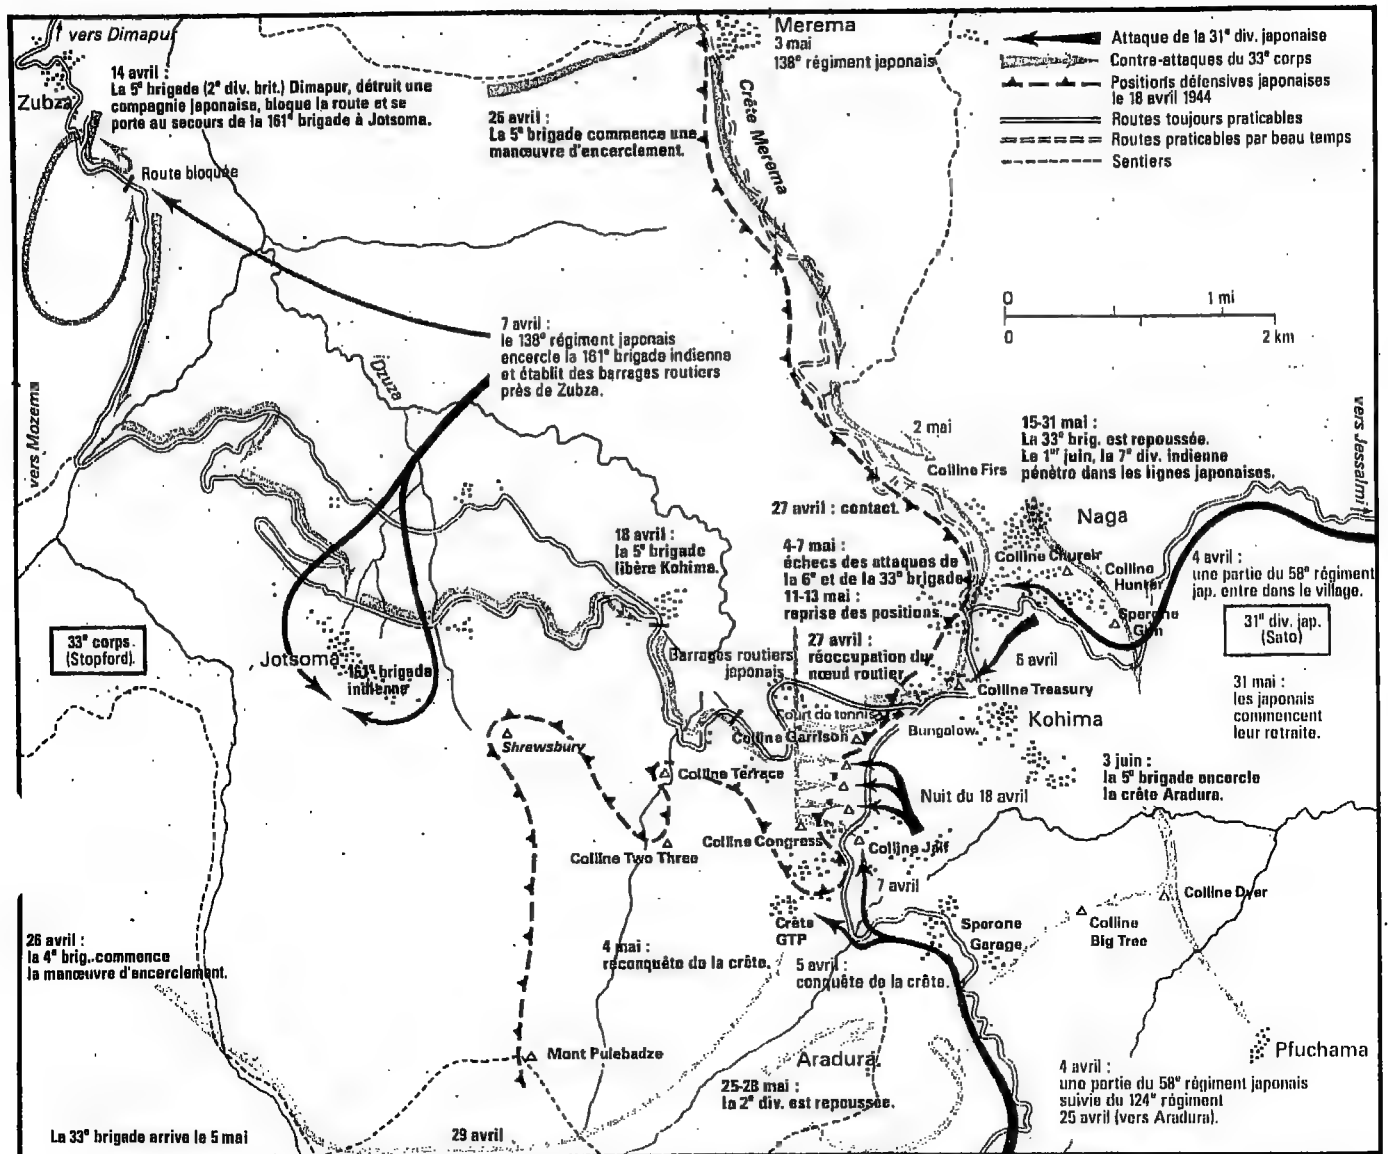 vers Dimapur
Zubza
14 avril :
La 5e brigade (2e div. brit.) Dimapur, détruit une
compagnie japonaise, bloque la route et se
porte au secours de la 161e brigade à Jotsoma.
Route bloquée
26 avril :
La 5e brigade commence une
manœuvre d'encerclement.
Merema
3 mai
138e régiment japonais
Crête Merema
Attaque de la 31e div. japonaise
Contre-attaques du 33e corps
Positions défensives japonaises
le 18 avril 1944
Routes toujours praticables
Routes praticables par beau temps
Sentiers
0 1 mi
0 2 km
7 avril :
le 138e régiment japonais
encercle la 161e brigade indienne
et établit des barrages routiers
près de Zubza.
Dzuza
vers Mozema
vers Jessalmi
2 mai
Colline Firs
15-31 mai :
La 33e brig. est repoussée.
Le 1er juin, la 7e div. indienne
pénètre dans les lignes japonaises.
27 avril : contact.
Naga
18 avril :
la 5e brigade
libère Kohima.
4-7 mai :
échecs des attaques de
la 6e et de la 33e brigade
11-13 mai :
reprise des positions.
Colline Church
Colline
Hunter
Sporone
Gun
4 avril :
une partie du 58e régiment
jap. entre dans le village.
31e div. jap.
(Sato)
33e corps.
(Stopford).
Jotsoma
161e brigade
indienne
Barrages routiers
japonais
27 avril :
réoccupation du
nœud routier
6 avril
Colline Treasury
31 mai :
les japonais
commencent
leur retraite.
Court de tennis
Kohima
Bungalow
Colline Garrison
Shrewsbury
Colline Terrace
3 juin :
la 5e brigade encercle
la crête Aradura.
Nuit du 18 avril
Colline Congress
Colline Jail
Colline Two Three
7 avril
Colline Dyer
Crête
GTP
Sporone
Garage
Colline
Big Tree
26 avril :
la 4e brig. commence
la manœuvre d'encerclement.
4 mai :
reconquête de la crête.
5 avril :
conquête de la crête.
Mont Pulebadze
Aradura
Pfuchama
25-28 mai :
la 2e div. est repoussée.
4 avril :
une partie du 58e régiment japonais
suivie du 124e régiment
25 avril (vers Aradura).
La 33e brigade arrive le 5 mai
29 avril